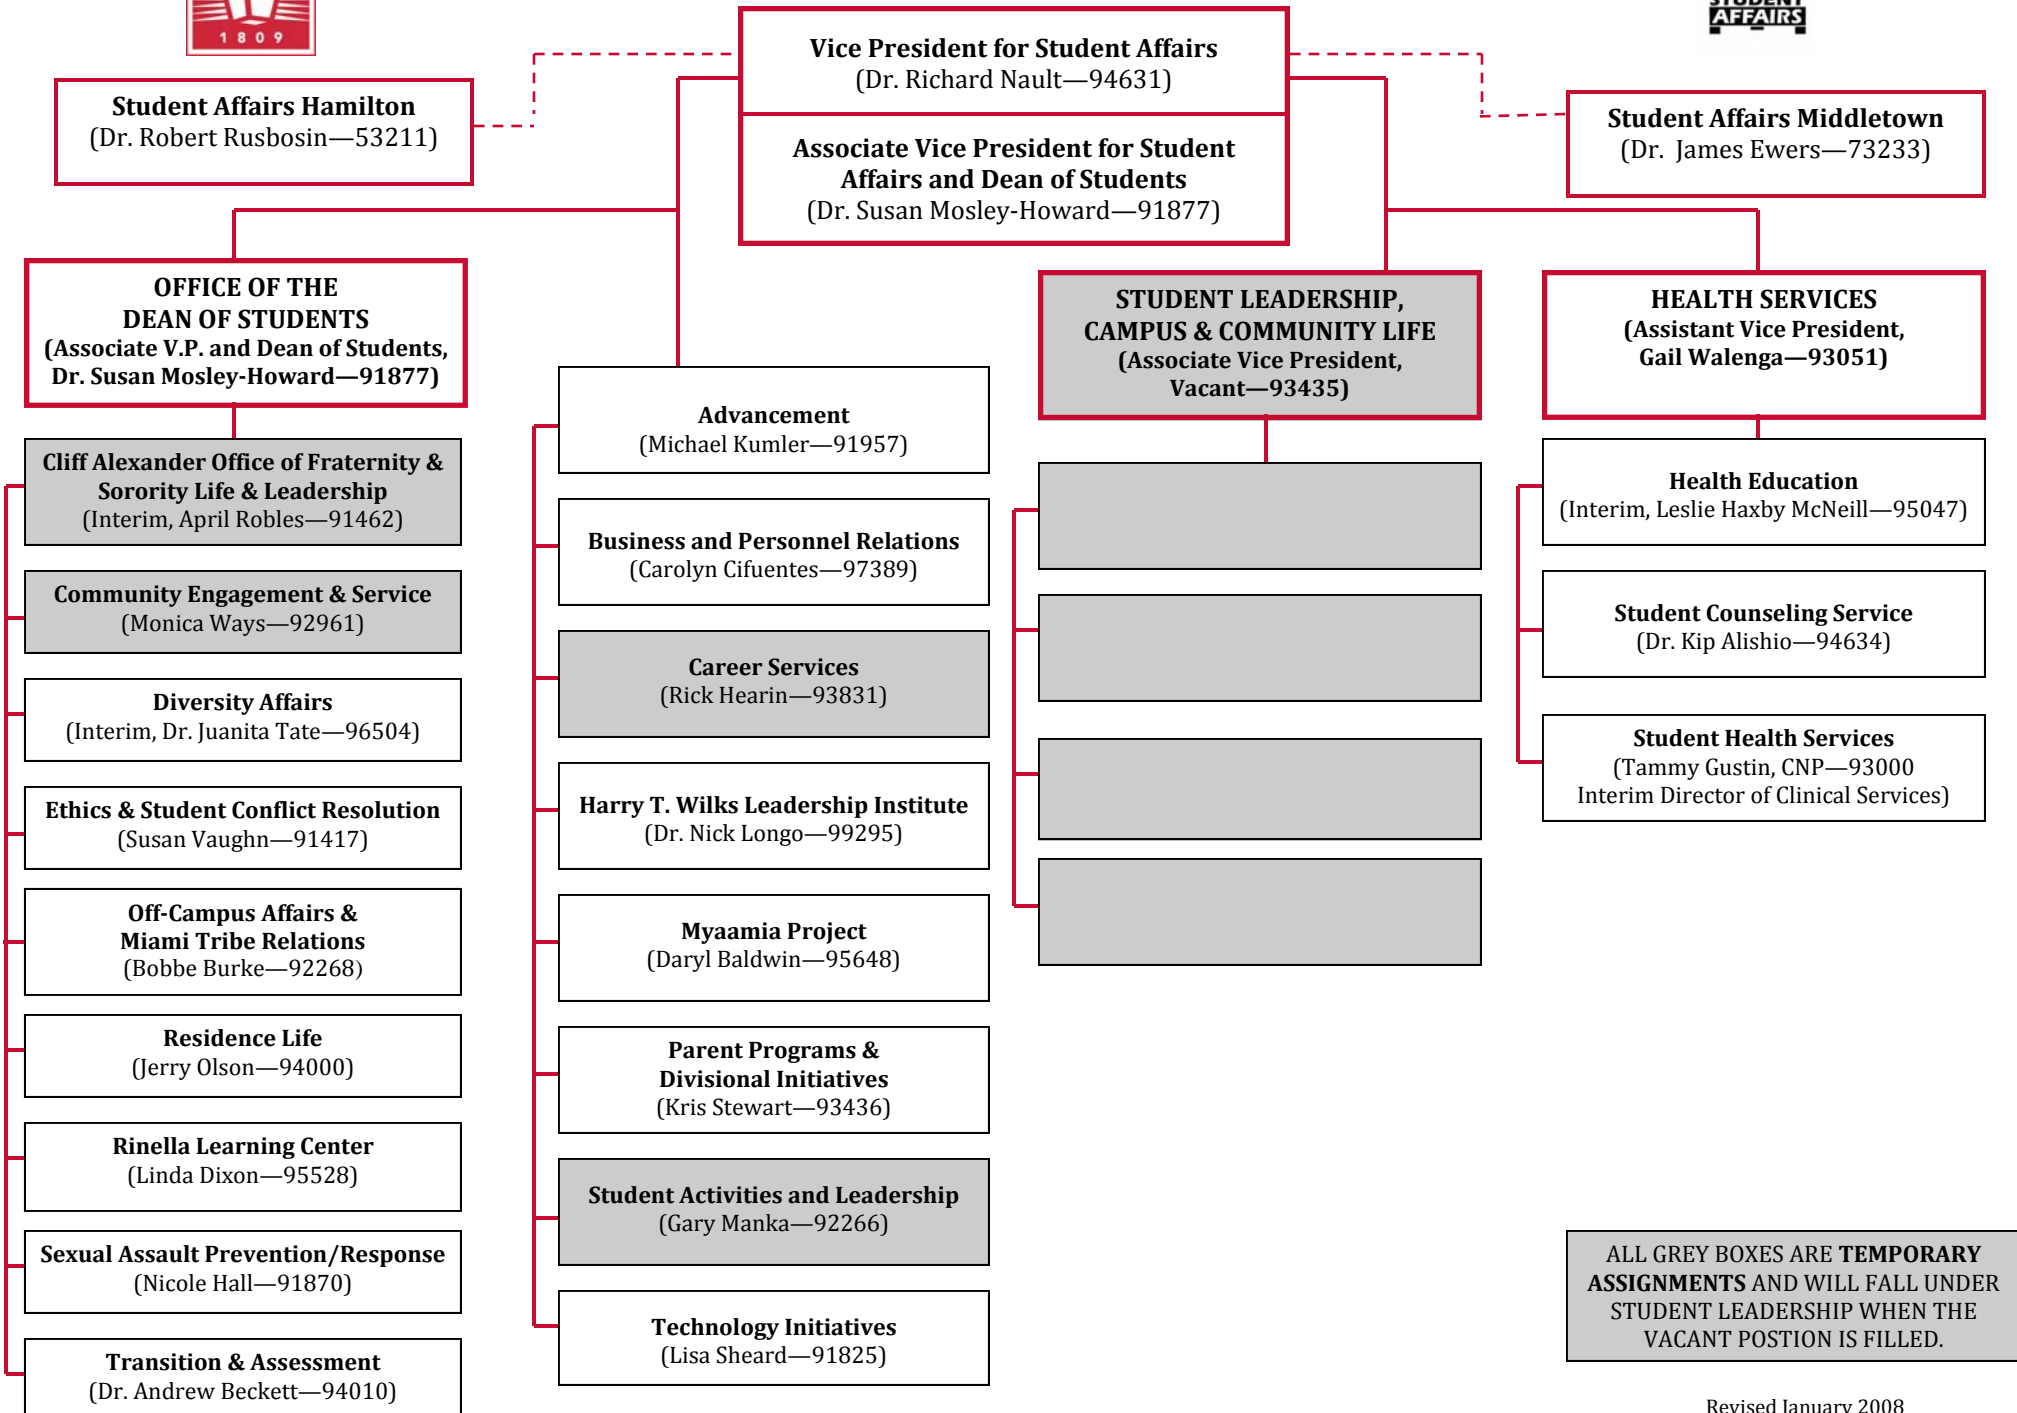 1809
STUDENT
AFFAIRS
Vice President for Student Affairs
(Dr. Richard Nault—94631)
Associate Vice President for Student
Affairs and Dean of Students
(Dr. Susan Mosley-Howard—91877)
Student Affairs Hamilton
(Dr. Robert Rusbosin—53211)
Student Affairs Middletown
(Dr.  James Ewers—73233)
OFFICE OF THE
DEAN OF STUDENTS
(Associate V.P. and Dean of Students,
Dr. Susan Mosley-Howard—91877)
Cliff Alexander Office of Fraternity &
Sorority Life & Leadership
(Interim, April Robles—91462)
Community Engagement & Service
(Monica Ways—92961)
Diversity Affairs
(Interim, Dr. Juanita Tate—96504)
Ethics & Student Conflict Resolution
(Susan Vaughn—91417)
Off-Campus Affairs &
Miami Tribe Relations
(Bobbe Burke—92268)
Residence Life
(Jerry Olson—94000)
Rinella Learning Center
(Linda Dixon—95528)
Sexual Assault Prevention/Response
(Nicole Hall—91870)
Transition & Assessment
(Dr. Andrew Beckett—94010)
Advancement
(Michael Kumler—91957)
Business and Personnel Relations
(Carolyn Cifuentes—97389)
Career Services
(Rick Hearin—93831)
Harry T. Wilks Leadership Institute
(Dr. Nick Longo—99295)
Myaamia Project
(Daryl Baldwin—95648)
Parent Programs &
Divisional Initiatives
(Kris Stewart—93436)
Student Activities and Leadership
(Gary Manka—92266)
Technology Initiatives
(Lisa Sheard—91825)
STUDENT LEADERSHIP,
CAMPUS & COMMUNITY LIFE
(Associate Vice President,
Vacant—93435)
HEALTH SERVICES
(Assistant Vice President,
Gail Walenga—93051)
Health Education
(Interim, Leslie Haxby McNeill—95047)
Student Counseling Service
(Dr. Kip Alishio—94634)
Student Health Services
(Tammy Gustin, CNP—93000
Interim Director of Clinical Services)
ALL GREY BOXES ARE TEMPORARY
ASSIGNMENTS AND WILL FALL UNDER
STUDENT LEADERSHIP WHEN THE
VACANT POSTION IS FILLED.
Revised January 2008